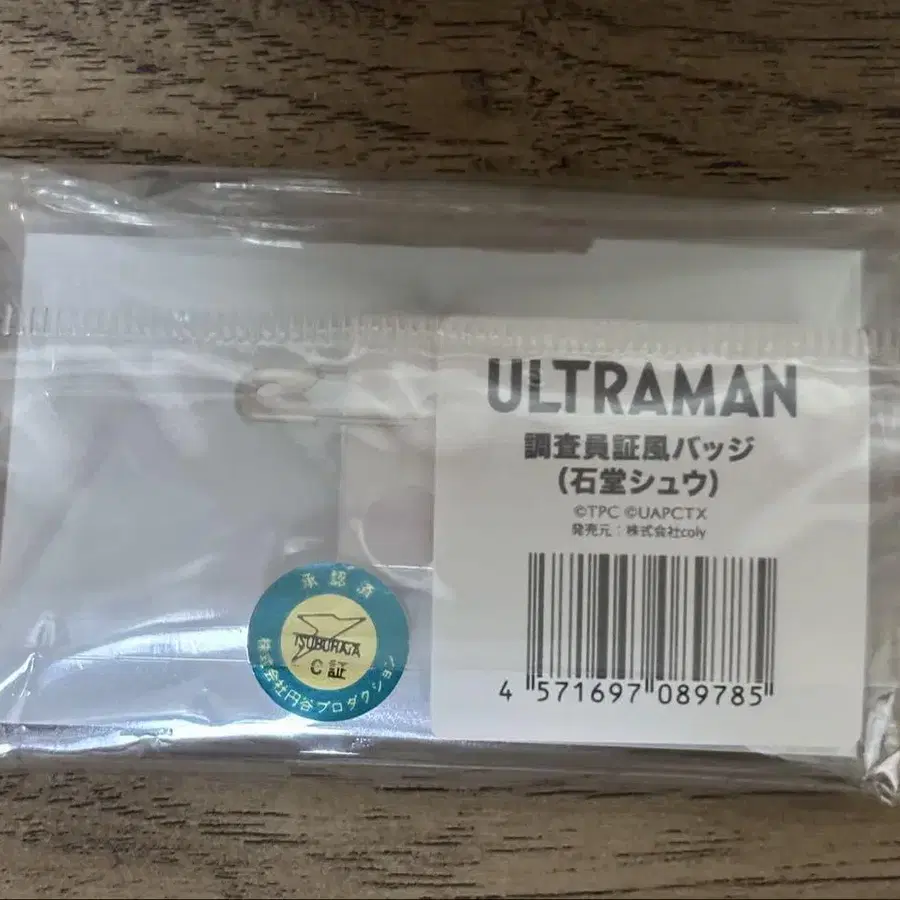 ULTRAMAN
調査員証風バッジ
(石堂シュウ)
©TPC ©UAPCTX
発売元：株式会社coly
4 571697 089785
承認済
TSUBURAYA
C証
株式会社円谷プロダクション